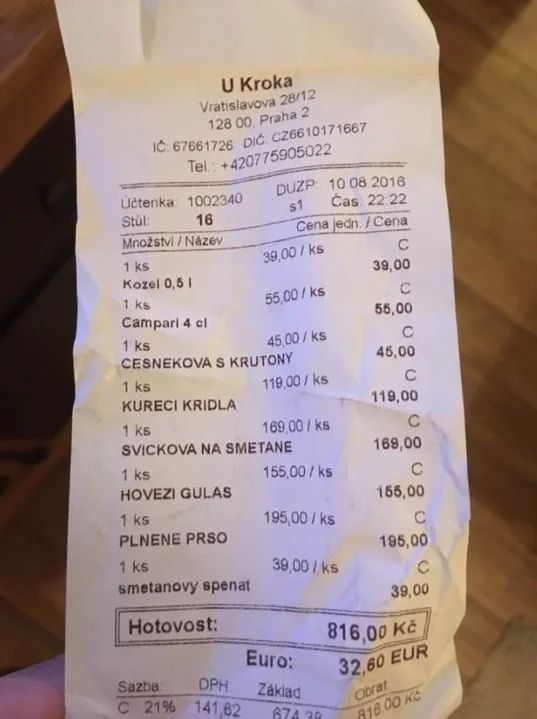 U Kroka
Vratislavova 28/12
128 00, Praha 2
IČ: 67661726 DIČ: CZ6610171667
Tel.: +420775905022
Účtenka: 1002340 DUZP: 10.08.2016
Stůl: 16 s1 Čas: 22:22
Množství / Název Cena jedn. / Cena
1 ks 39,00 / ks C
Kozel 0,5 l 39,00
1 ks 55,00 / ks C
Campari 4 cl 55,00
1 ks 45,00 / ks C
CESNEKOVA S KRUTONY 45,00
1 ks 119,00 / ks C
KURECI KRIDLA 119,00
1 ks 169,00 / ks C
SVICKOVA NA SMETANE 169,00
1 ks 155,00 / ks C
HOVEZI GULAS 155,00
1 ks 195,00 / ks C
PLNENE PRSO 195,00
1 ks 39,00 / ks C
smetanovy spenat 39,00
Hotovost: 816,00 Kč
Euro: 32,60 EUR
Sazba: DPH: Základ: Obrat
C 21% 141,62 674,38 816,00 Kč